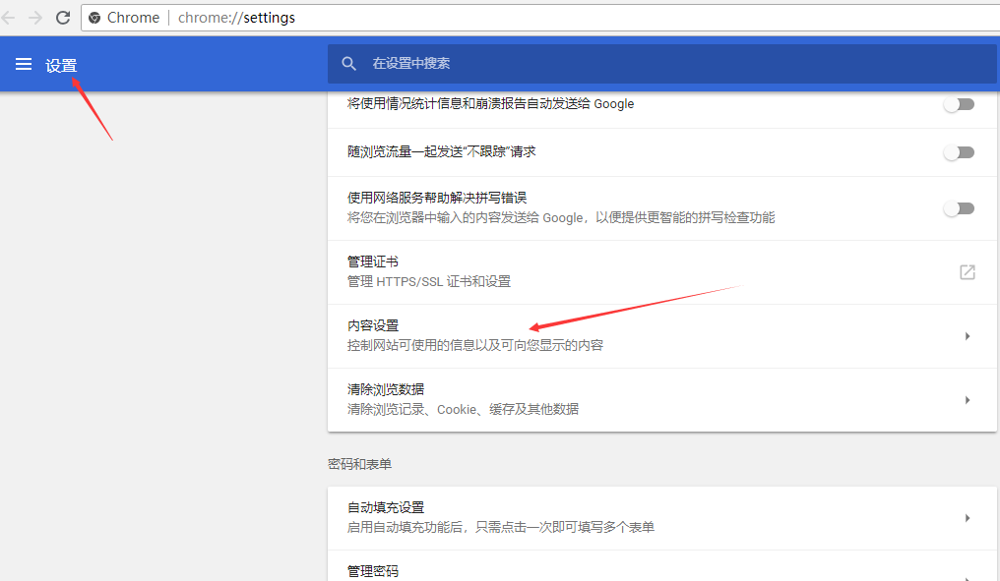 Chrome | chrome://settings
设置
在设置中搜索
将使用情况统计信息和崩溃报告自动发送给 Google
随浏览流量一起发送“不跟踪”请求
使用网络服务帮助解决拼写错误
将您在浏览器中输入的内容发送给 Google，以便提供更智能的拼写检查功能
管理证书
管理 HTTPS/SSL 证书和设置
内容设置
控制网站可使用的信息以及可向您显示的内容
清除浏览数据
清除浏览记录、Cookie、缓存及其他数据
密码和表单
自动填充设置
启用自动填充功能后，只需点击一次即可填写多个表单
管理密码